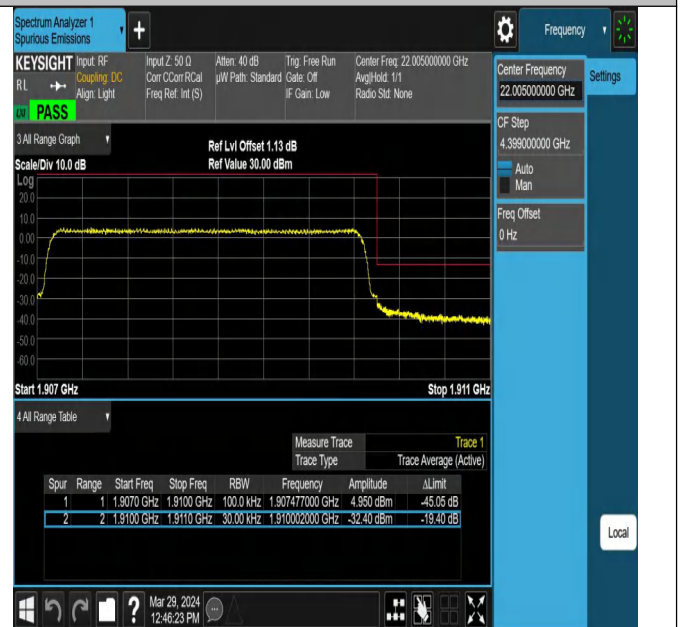 Spectrum Analyzer 1
Spurious Emissions
Frequency
KEYSIGHT Input: RF Input Z: 50 Ω Atten: 40 dB Trig: Free Run Center Freq: 22.005000000 GHz
RL Coupling: DC Corr CCorr RCal µW Path: Standard Gate: Off Avg|Hold: 1/1
Align: Light Freq Ref: Int (S) IF Gain: Low Radio Std: None
LXI PASS
Center Frequency
22.005000000 GHz
Settings
CF Step
4.399000000 GHz
Auto
Man
Freq Offset
0 Hz
3 All Range Graph
Ref Lvl Offset 1.13 dB
Scale/Div 10.0 dB Ref Value 30.00 dBm
Log
20.0
10.0
0.00
-10.0
-20.0
-30.0
-40.0
-50.0
-60.0
Start 1.907 GHz Stop 1.911 GHz
4 All Range Table
Measure Trace Trace 1
Trace Type Trace Average (Active)
Spur Range Start Freq Stop Freq RBW Frequency Amplitude ΔLimit
1 1 1.9070 GHz 1.9100 GHz 100.0 kHz 1.907477000 GHz 4.950 dBm -45.05 dB
2 2 1.9100 GHz 1.9110 GHz 30.00 kHz 1.910002000 GHz -32.40 dBm -19.40 dB
Local
? Mar 29, 2024
12:46:23 PM